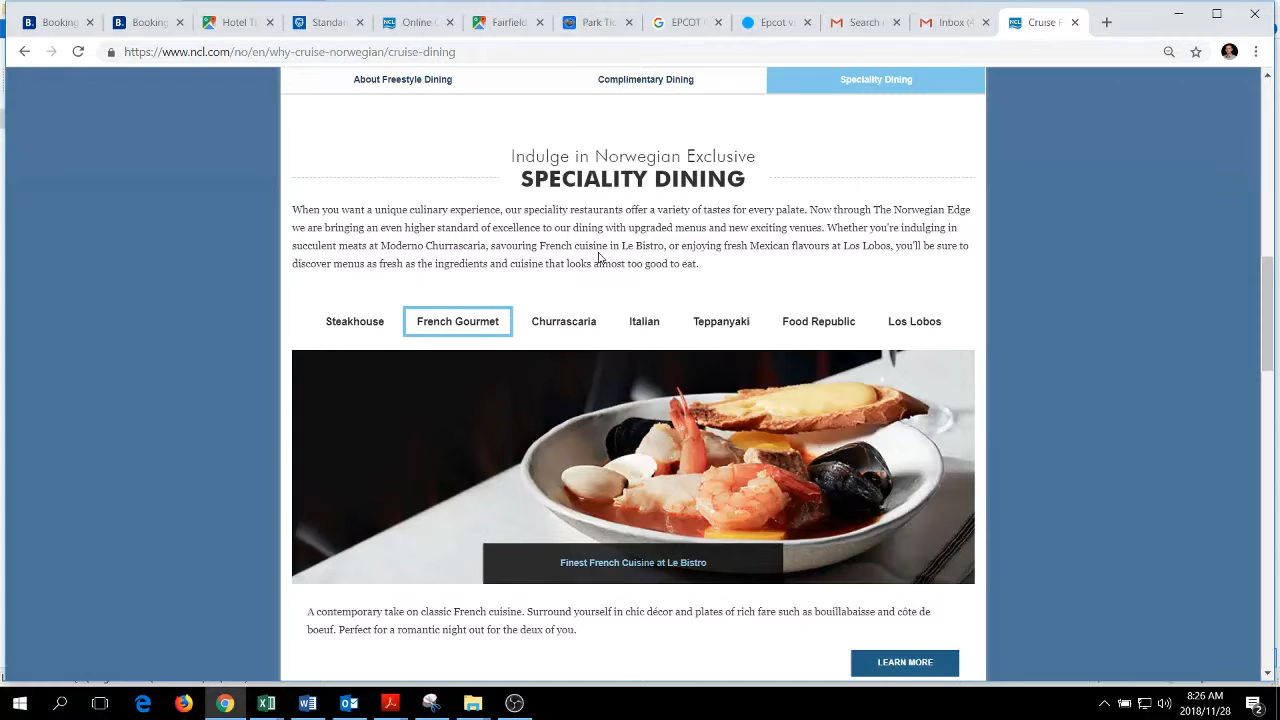 Booking
Booking
Hotel T
Standar
Online C
Fairfield
Park Tic
EPCOT
Epcot v
Search
Inbox (
Cruise F
https://www.ncl.com/no/en/why-cruise-norwegian/cruise-dining
About Freestyle Dining
Complimentary Dining
Speciality Dining
Indulge in Norwegian Exclusive
SPECIALITY DINING
When you want a unique culinary experience, our speciality restaurants offer a variety of tastes for every palate. Now through The Norwegian Edge
we are bringing an even higher standard of excellence to our dining with upgraded menus and new exciting venues. Whether you're indulging in
succulent meats at Moderno Churrascaria, savouring French cuisine in Le Bistro, or enjoying fresh Mexican flavours at Los Lobos, you'll be sure to
discover menus as fresh as the ingredients and cuisine that looks almost too good to eat.
Steakhouse
French Gourmet
Churrascaria
Italian
Teppanyaki
Food Republic
Los Lobos
Finest French Cuisine at Le Bistro
A contemporary take on classic French cuisine. Surround yourself in chic décor and plates of rich fare such as bouillabaisse and côte de
boeuf. Perfect for a romantic night out for the deux of you.
LEARN MORE
8:26 AM
2018/11/28
2